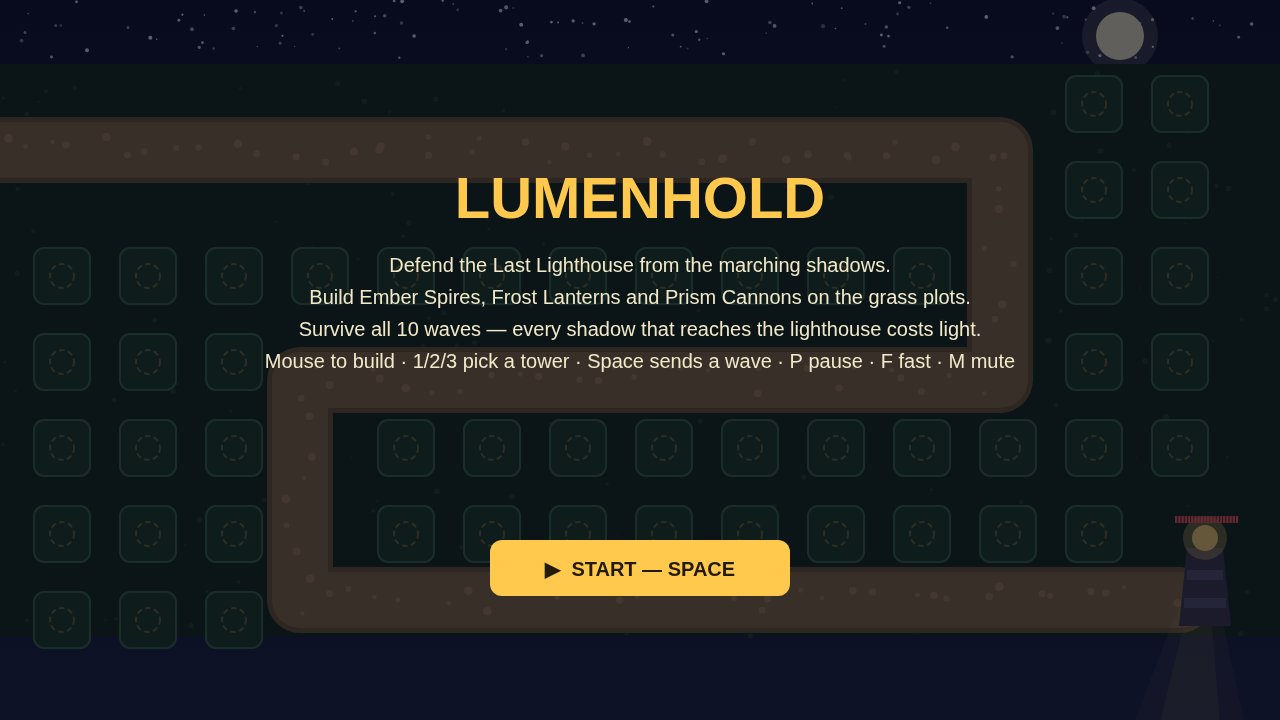 LUMENHOLD
Defend the Last Lighthouse from the marching shadows.
Build Ember Spires, Frost Lanterns and Prism Cannons on the grass plots.
Survive all 10 waves — every shadow that reaches the lighthouse costs light.
Mouse to build · 1/2/3 pick a tower · Space sends a wave · P pause · F fast · M mute
▶ START — SPACE